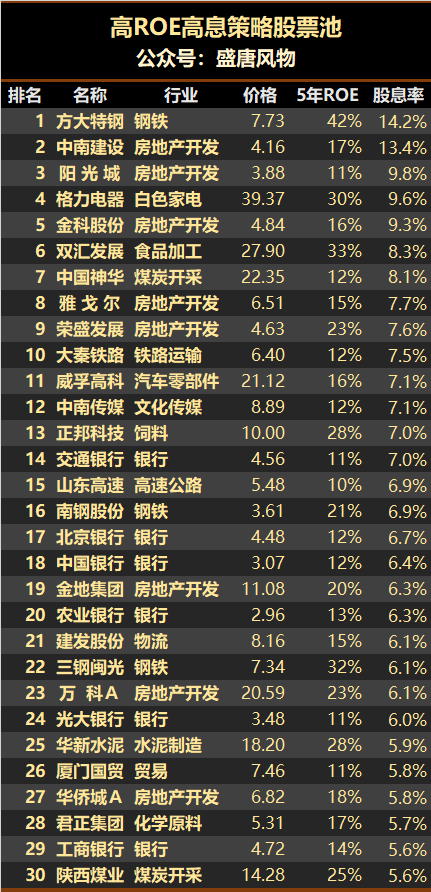 高ROE高息策略股票池
公众号：盛唐风物
排名 名称 行业 价格 5年ROE 股息率
1 方大特钢 钢铁 7.73 42% 14.2%
2 中南建设 房地产开发 4.16 17% 13.4%
3 阳光城 房地产开发 3.88 11% 9.8%
4 格力电器 白色家电 39.37 30% 9.6%
5 金科股份 房地产开发 4.84 16% 9.3%
6 双汇发展 食品加工 27.90 33% 8.3%
7 中国神华 煤炭开采 22.35 12% 8.1%
8 雅戈尔 房地产开发 6.51 15% 7.7%
9 荣盛发展 房地产开发 4.63 23% 7.6%
10 大秦铁路 铁路运输 6.40 12% 7.5%
11 威孚高科 汽车零部件 21.12 16% 7.1%
12 中南传媒 文化传媒 8.89 12% 7.1%
13 正邦科技 饲料 10.00 28% 7.0%
14 交通银行 银行 4.56 11% 7.0%
15 山东高速 高速公路 5.48 10% 6.9%
16 南钢股份 钢铁 3.61 21% 6.9%
17 北京银行 银行 4.48 12% 6.7%
18 中国银行 银行 3.07 12% 6.4%
19 金地集团 房地产开发 11.08 20% 6.3%
20 农业银行 银行 2.96 13% 6.3%
21 建发股份 物流 8.16 15% 6.1%
22 三钢闽光 钢铁 7.34 32% 6.1%
23 万 科A 房地产开发 20.59 23% 6.1%
24 光大银行 银行 3.48 11% 6.0%
25 华新水泥 水泥制造 18.20 28% 5.9%
26 厦门国贸 贸易 7.46 11% 5.8%
27 华侨城A 房地产开发 6.82 18% 5.8%
28 君正集团 化学原料 5.31 17% 5.7%
29 工商银行 银行 4.72 14% 5.6%
30 陕西煤业 煤炭开采 14.28 25% 5.6%